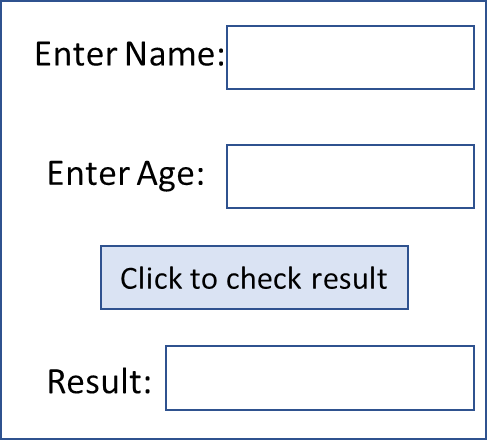 Enter Name:
Enter Age:
Click to check result
Result: